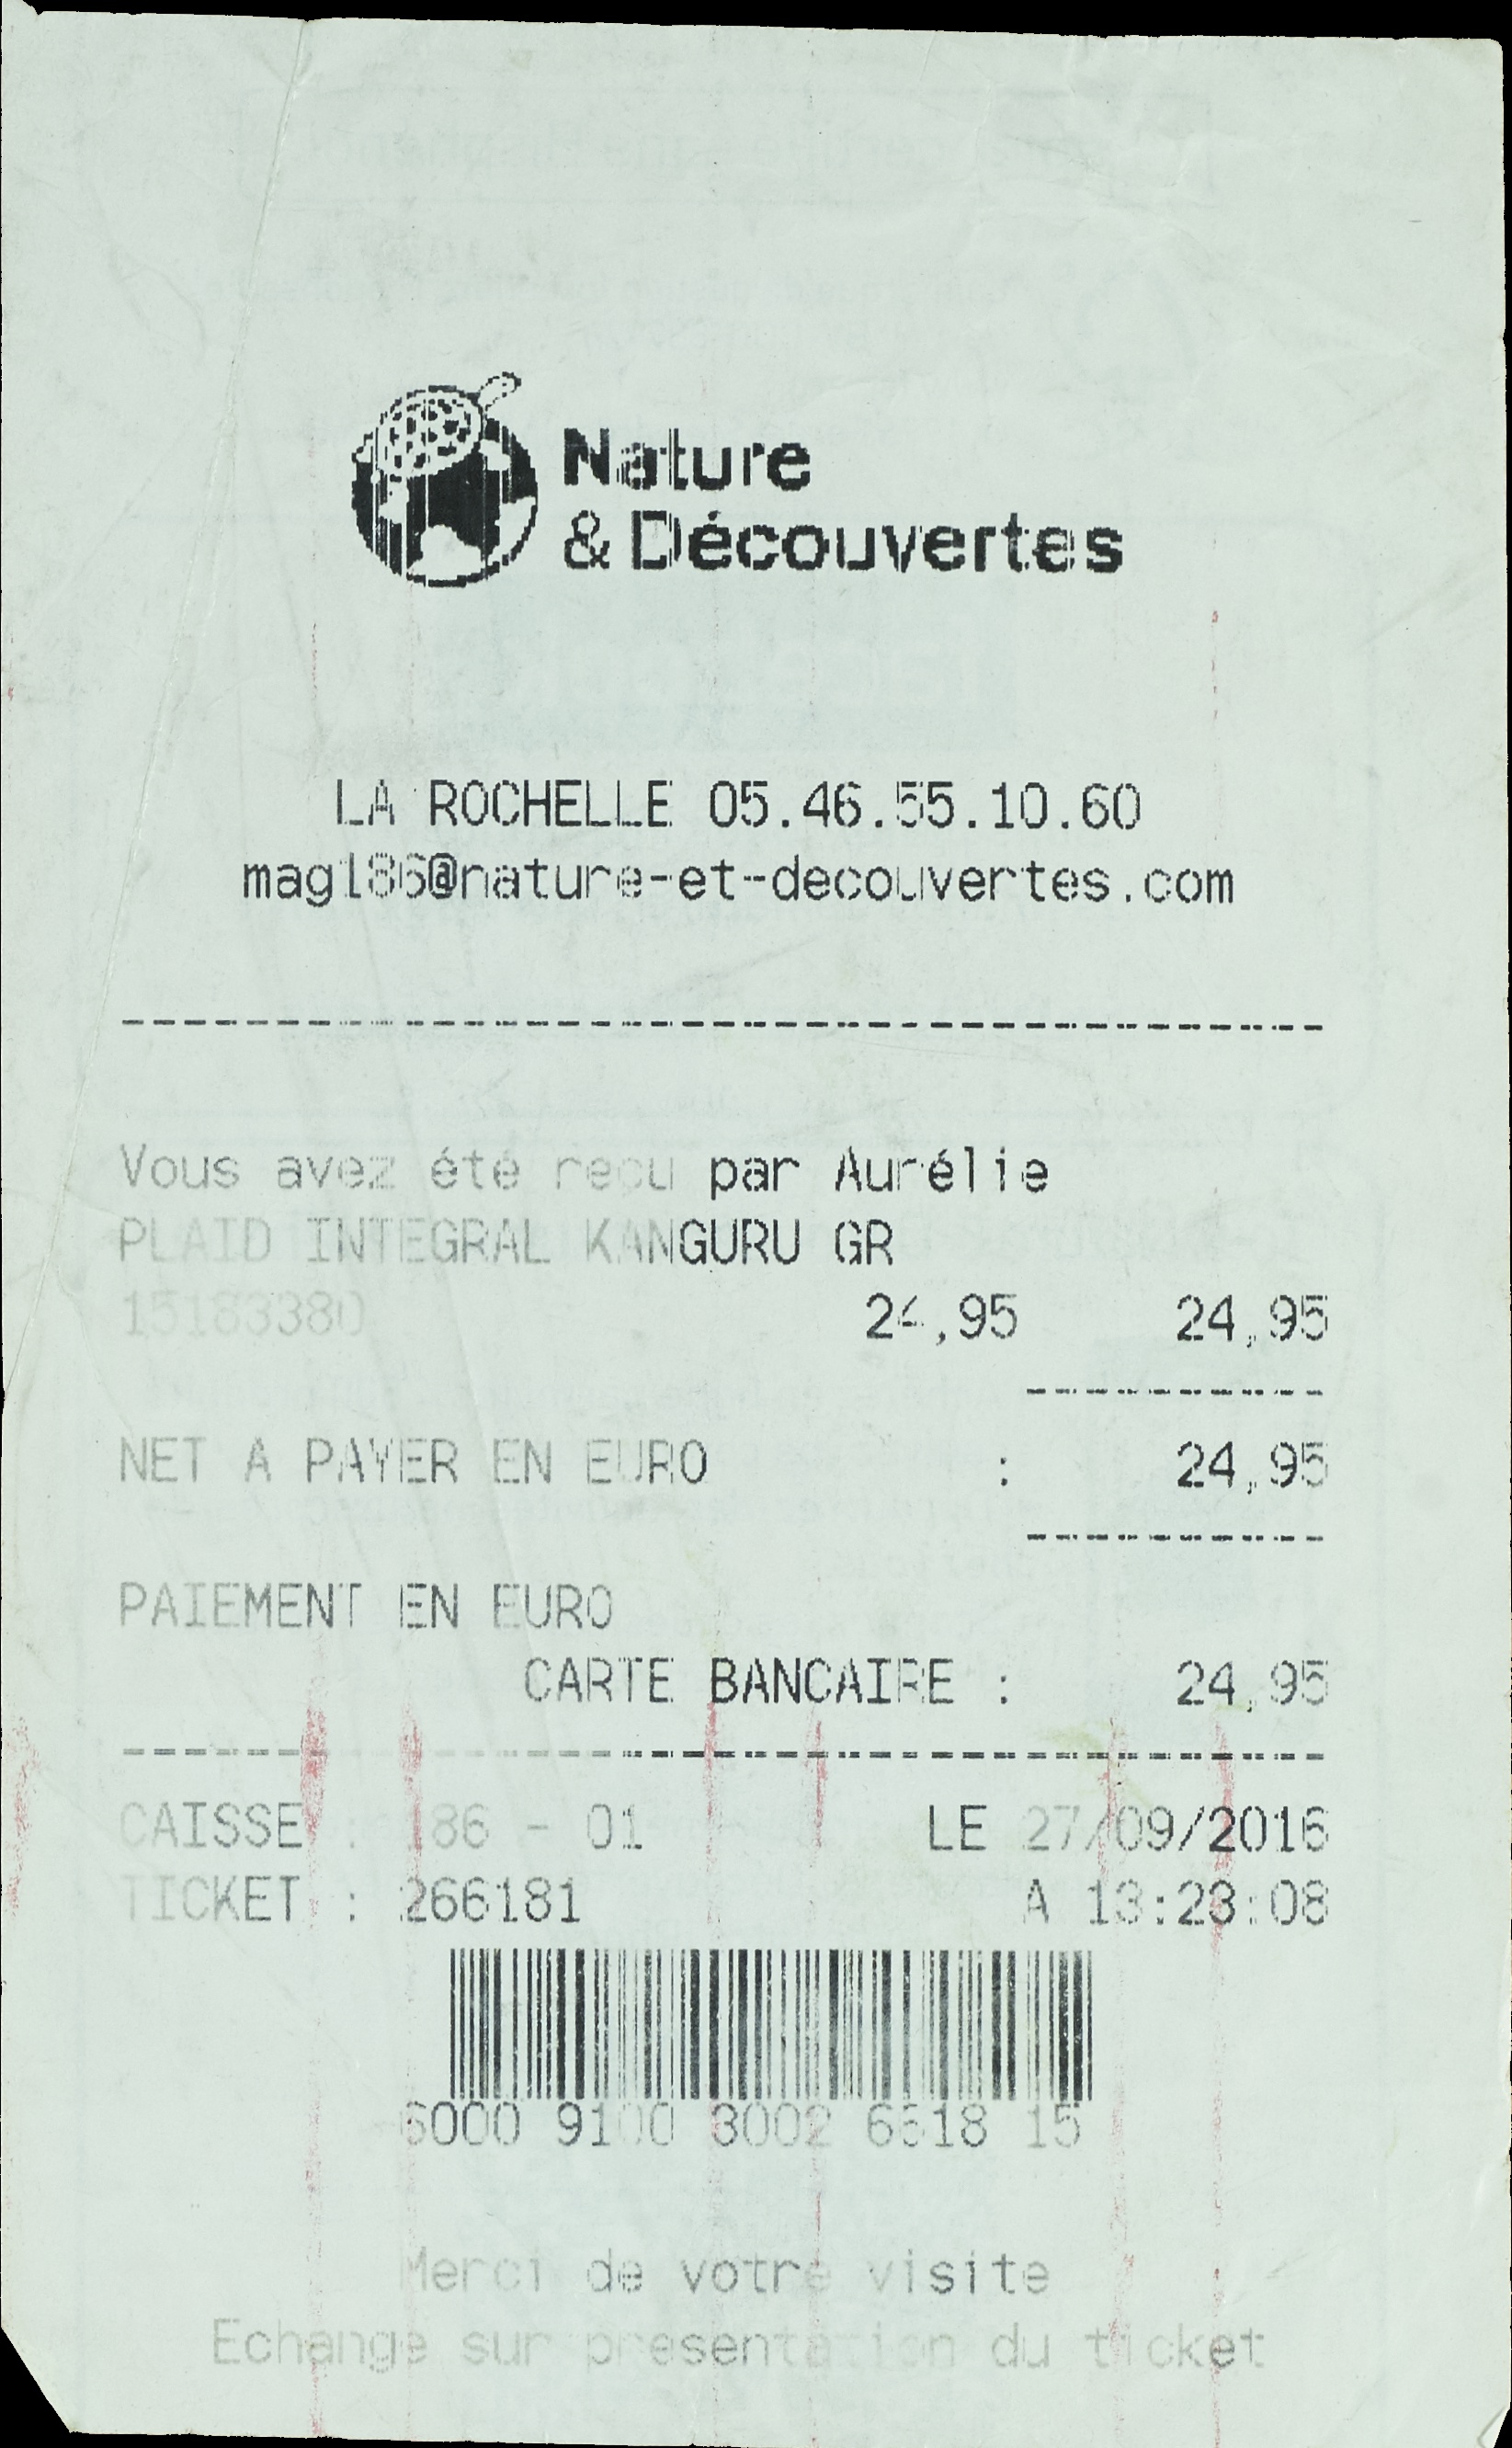 Nature
& Découvertes
LA ROCHELLE 05.46.55.10.60
mag186@nature-et-decouvertes.com
---------------------------------------
Vous avez été reçu par Aurélie
PLAID INTEGRAL KANGURU GR
15183380 24,95 24,95
----------
NET A PAYER EN EURO : 24,95
----------
PAIEMENT EN EURO
CARTE BANCAIRE : 24,95
---------------------------------------
CAISSE : 186 - 01 LE 27/09/2016
TICKET : 266181 A 13:23:08
6000 9100 3002 6618 15
Merci de votre visite
Echange sur presentation du ticket